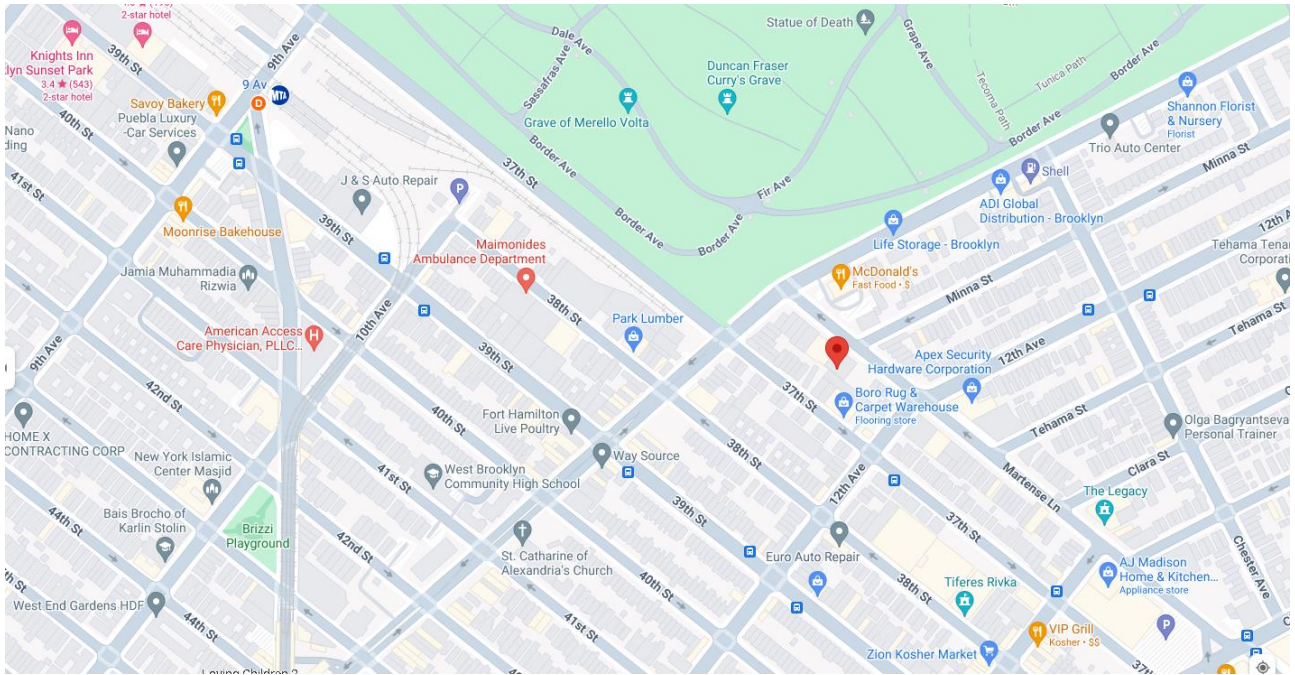 2-star hotel
Knights Inn
klyn Sunset Park
3.4 ★ (543)
2-star hotel
39th St
40th St
9th Ave
9 Av
D
MTA
Savoy Bakery
Puebla Luxury
-Car Services
Nano
ding
41st St
Moonrise Bakehouse
J & S Auto Repair
P
Jamia Muhammadia
Rizwia
39th St
American Access
Care Physician, PLLC...
H
10th Ave
9th Ave
42nd St
HOME X
CONTRACTING CORP
New York Islamic
Center Masjid
Bais Brocho of
Karlin Stolin
44th St
Brizzi
Playground
West End Gardens HDF
44th St
42nd St
Loving Children 2
Dale Ave
Sassafras Ave
Grave of Merello Volta
Duncan Fraser
Curry's Grave
Statue of Death
Grape Ave
Tecoma Path
Tunica Path
Border Ave
Border Ave
Border Ave
Border Ave
Border Ave
Fir Ave
37th St
Maimonides
Ambulance Department
38th St
Park Lumber
39th St
40th St
Fort Hamilton
Live Poultry
West Brooklyn
Community High School
Way Source
41st St
St. Catharine of
Alexandria's Church
40th St
41st St
39th St
38th St
37th St
Shannon Florist
& Nursery
Florist
Trio Auto Center
Minna St
Shell
ADI Global
Distribution - Brooklyn
Life Storage - Brooklyn
McDonald's
Fast Food • $
Minna St
12th Ave
Tehama Tena
Corporati
Tehama St
12th Ave
Apex Security
Hardware Corporation
Boro Rug &
Carpet Warehouse
Flooring store
Tehama St
Olga Bagryantseva
Personal Trainer
Clara St
Martense Ln
The Legacy
12th Ave
37th St
Chester Ave
Euro Auto Repair
38th St
Tiferes Rivka
AJ Madison
Home & Kitchen...
Appliance store
VIP Grill
Kosher • $$
P
Zion Kosher Market
37th